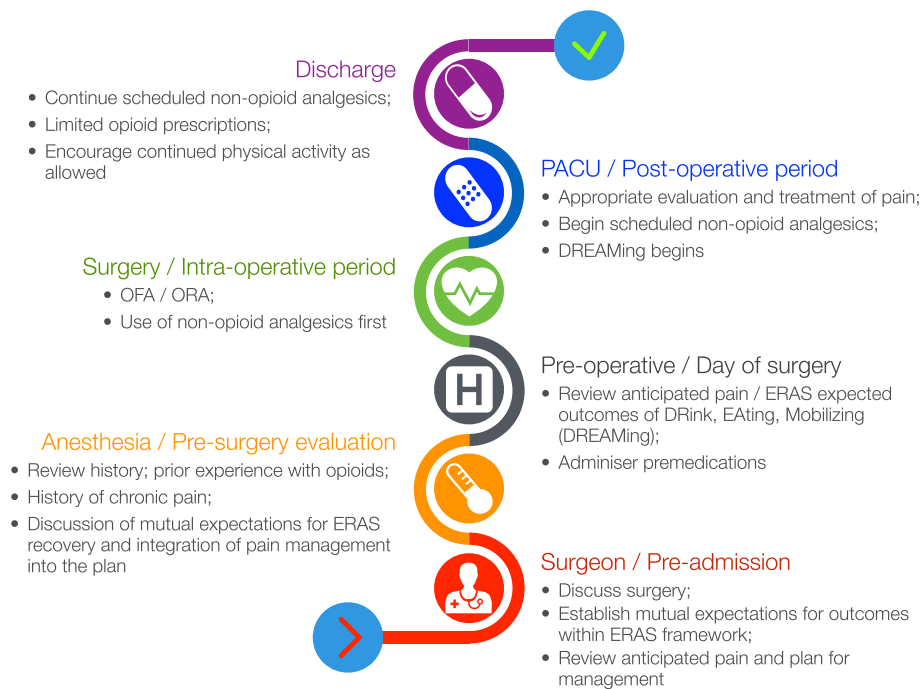 Discharge
• Continue scheduled non-opioid analgesics;
• Limited opioid prescriptions;
• Encourage continued physical activity as
allowed
PACU / Post-operative period
• Appropriate evaluation and treatment of pain;
• Begin scheduled non-opioid analgesics;
• DREAMing begins
Surgery / Intra-operative period
• OFA / ORA;
• Use of non-opioid analgesics first
H
Pre-operative / Day of surgery
• Review anticipated pain / ERAS expected
outcomes of DRink, EAting, Mobilizing
(DREAMing);
• Adminiser premedications
Anesthesia / Pre-surgery evaluation
• Review history; prior experience with opioids;
• History of chronic pain;
• Discussion of mutual expectations for ERAS
recovery and integration of pain management
into the plan
Surgeon / Pre-admission
• Discuss surgery;
• Establish mutual expectations for outcomes
within ERAS framework;
• Review anticipated pain and plan for
management